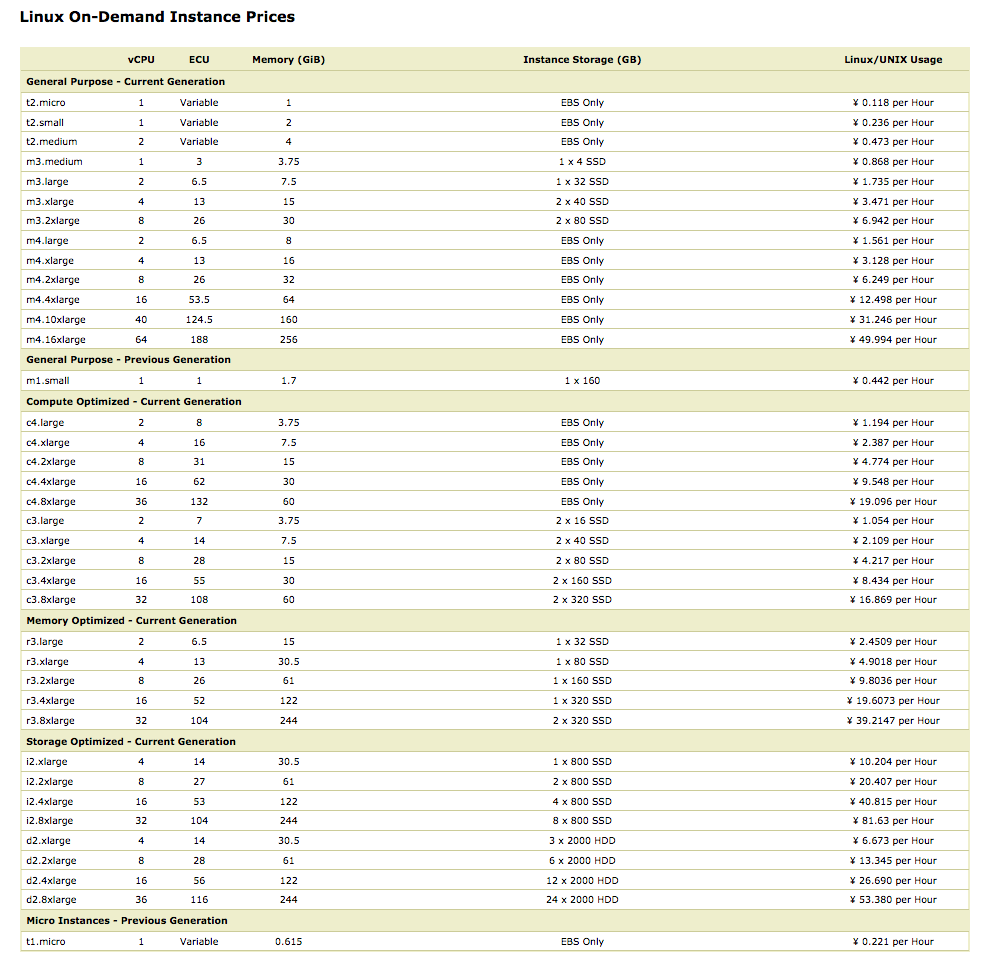 Linux On-Demand Instance Prices
vCPU ECU Memory (GiB) Instance Storage (GB) Linux/UNIX Usage
General Purpose - Current Generation
t2.micro 1 Variable 1 EBS Only ¥ 0.118 per Hour
t2.small 1 Variable 2 EBS Only ¥ 0.236 per Hour
t2.medium 2 Variable 4 EBS Only ¥ 0.473 per Hour
m3.medium 1 3 3.75 1 x 4 SSD ¥ 0.868 per Hour
m3.large 2 6.5 7.5 1 x 32 SSD ¥ 1.735 per Hour
m3.xlarge 4 13 15 2 x 40 SSD ¥ 3.471 per Hour
m3.2xlarge 8 26 30 2 x 80 SSD ¥ 6.942 per Hour
m4.large 2 6.5 8 EBS Only ¥ 1.561 per Hour
m4.xlarge 4 13 16 EBS Only ¥ 3.128 per Hour
m4.2xlarge 8 26 32 EBS Only ¥ 6.249 per Hour
m4.4xlarge 16 53.5 64 EBS Only ¥ 12.498 per Hour
m4.10xlarge 40 124.5 160 EBS Only ¥ 31.246 per Hour
m4.16xlarge 64 188 256 EBS Only ¥ 49.994 per Hour
General Purpose - Previous Generation
m1.small 1 1 1.7 1 x 160 ¥ 0.442 per Hour
Compute Optimized - Current Generation
c4.large 2 8 3.75 EBS Only ¥ 1.194 per Hour
c4.xlarge 4 16 7.5 EBS Only ¥ 2.387 per Hour
c4.2xlarge 8 31 15 EBS Only ¥ 4.774 per Hour
c4.4xlarge 16 62 30 EBS Only ¥ 9.548 per Hour
c4.8xlarge 36 132 60 EBS Only ¥ 19.096 per Hour
c3.large 2 7 3.75 2 x 16 SSD ¥ 1.054 per Hour
c3.xlarge 4 14 7.5 2 x 40 SSD ¥ 2.109 per Hour
c3.2xlarge 8 28 15 2 x 80 SSD ¥ 4.217 per Hour
c3.4xlarge 16 55 30 2 x 160 SSD ¥ 8.434 per Hour
c3.8xlarge 32 108 60 2 x 320 SSD ¥ 16.869 per Hour
Memory Optimized - Current Generation
r3.large 2 6.5 15 1 x 32 SSD ¥ 2.4509 per Hour
r3.xlarge 4 13 30.5 1 x 80 SSD ¥ 4.9018 per Hour
r3.2xlarge 8 26 61 1 x 160 SSD ¥ 9.8036 per Hour
r3.4xlarge 16 52 122 1 x 320 SSD ¥ 19.6073 per Hour
r3.8xlarge 32 104 244 2 x 320 SSD ¥ 39.2147 per Hour
Storage Optimized - Current Generation
i2.xlarge 4 14 30.5 1 x 800 SSD ¥ 10.204 per Hour
i2.2xlarge 8 27 61 2 x 800 SSD ¥ 20.407 per Hour
i2.4xlarge 16 53 122 4 x 800 SSD ¥ 40.815 per Hour
i2.8xlarge 32 104 244 8 x 800 SSD ¥ 81.63 per Hour
d2.xlarge 4 14 30.5 3 x 2000 HDD ¥ 6.673 per Hour
d2.2xlarge 8 28 61 6 x 2000 HDD ¥ 13.345 per Hour
d2.4xlarge 16 56 122 12 x 2000 HDD ¥ 26.690 per Hour
d2.8xlarge 36 116 244 24 x 2000 HDD ¥ 53.380 per Hour
Micro Instances - Previous Generation
t1.micro 1 Variable 0.615 EBS Only ¥ 0.221 per Hour